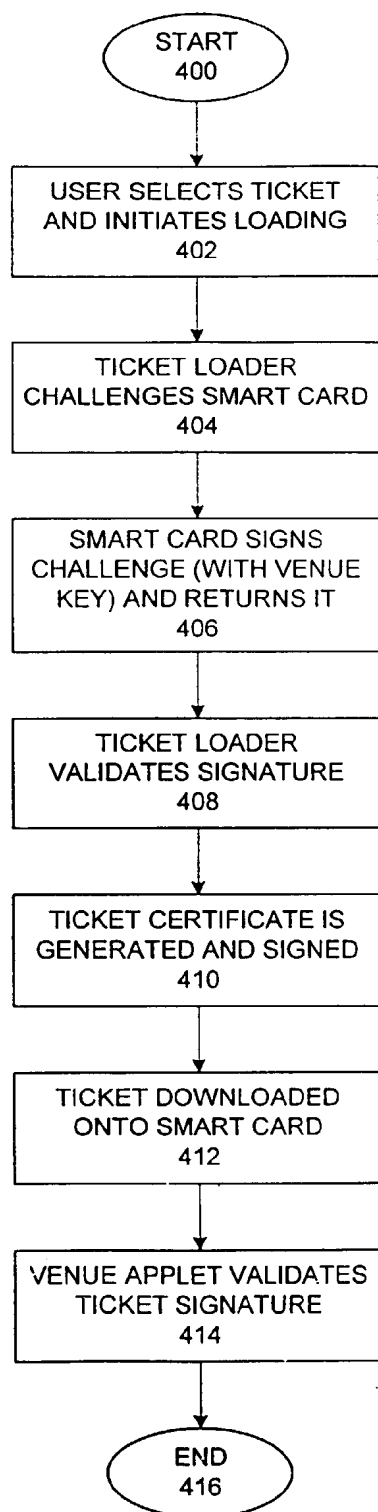 START
400
USER SELECTS TICKET
AND INITIATES LOADING
402
TICKET LOADER
CHALLENGES SMART CARD
404
SMART CARD SIGNS
CHALLENGE (WITH VENUE
KEY) AND RETURNS IT
406
TICKET LOADER
VALIDATES SIGNATURE
408
TICKET CERTIFICATE IS
GENERATED AND SIGNED
410
TICKET DOWNLOADED
ONTO SMART CARD
412
VENUE APPLET VALIDATES
TICKET SIGNATURE
414
END
416